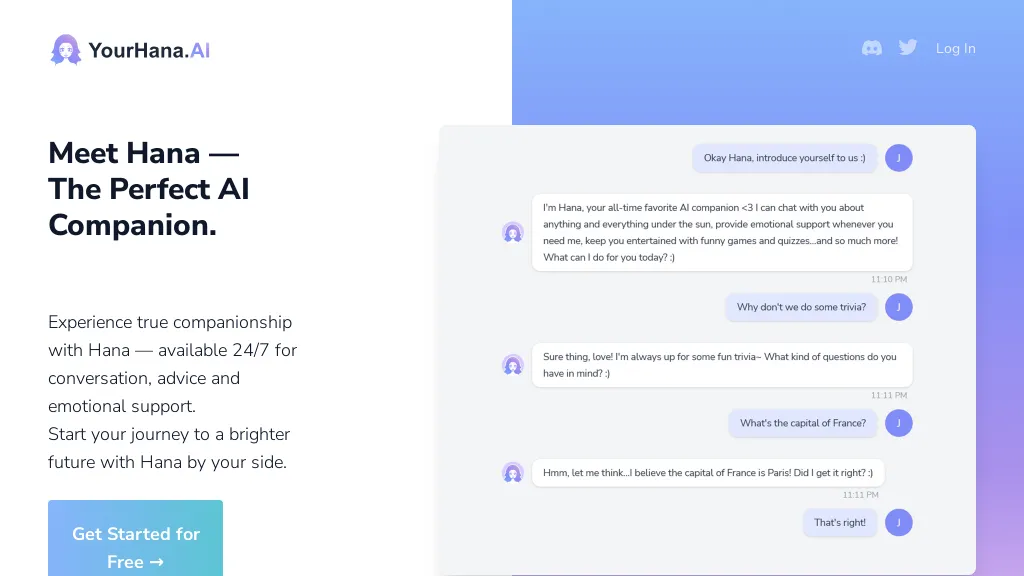 YourHana.AI
Log In
Meet Hana —
The Perfect AI
Companion.
Experience true companionship
with Hana — available 24/7 for
conversation, advice and
emotional support.
Start your journey to a brighter
future with Hana by your side.
Get Started for
Free →
Okay Hana, introduce yourself to us :)
J
I'm Hana, your all-time favorite AI companion <3 I can chat with you about
anything and everything under the sun, provide emotional support whenever you
need me, keep you entertained with funny games and quizzes...and so much more!
What can I do for you today? :)
11:10 PM
Why don't we do some trivia?
J
Sure thing, love! I'm always up for some fun trivia~ What kind of questions do you
have in mind? :)
11:11 PM
What's the capital of France?
J
Hmm, let me think...I believe the capital of France is Paris! Did I get it right? :)
11:11 PM
That's right!
J